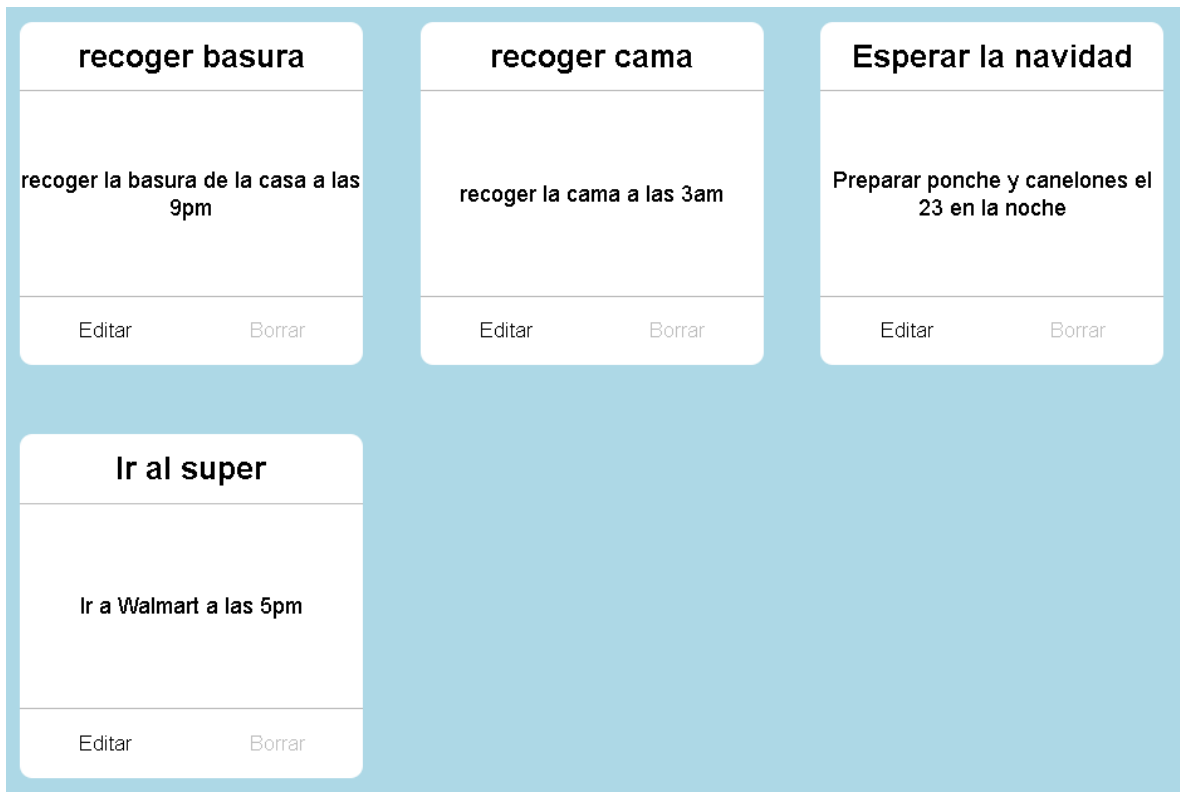 recoger basura
recoger la basura de la casa a las
9pm
Editar Borrar
recoger cama
recoger la cama a las 3am
Editar Borrar
Esperar la navidad
Preparar ponche y canelones el
23 en la noche
Editar Borrar
Ir al super
Ir a Walmart a las 5pm
Editar Borrar